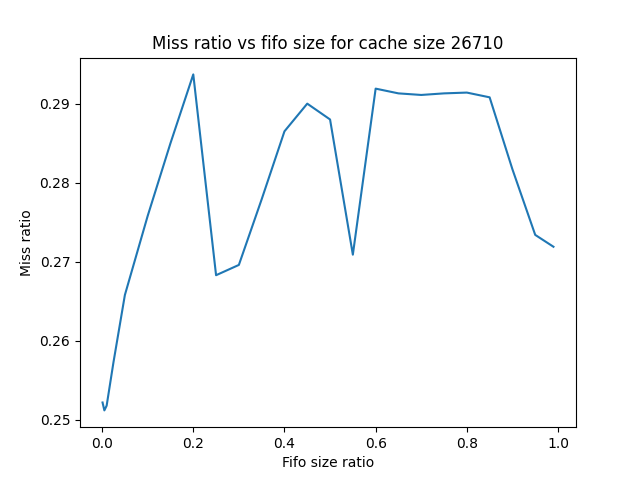 Miss ratio vs fifo size for cache size 26710
0.29
0.28
0.27
0.26
0.25
Miss ratio
0.0 0.2 0.4 0.6 0.8 1.0
Fifo size ratio